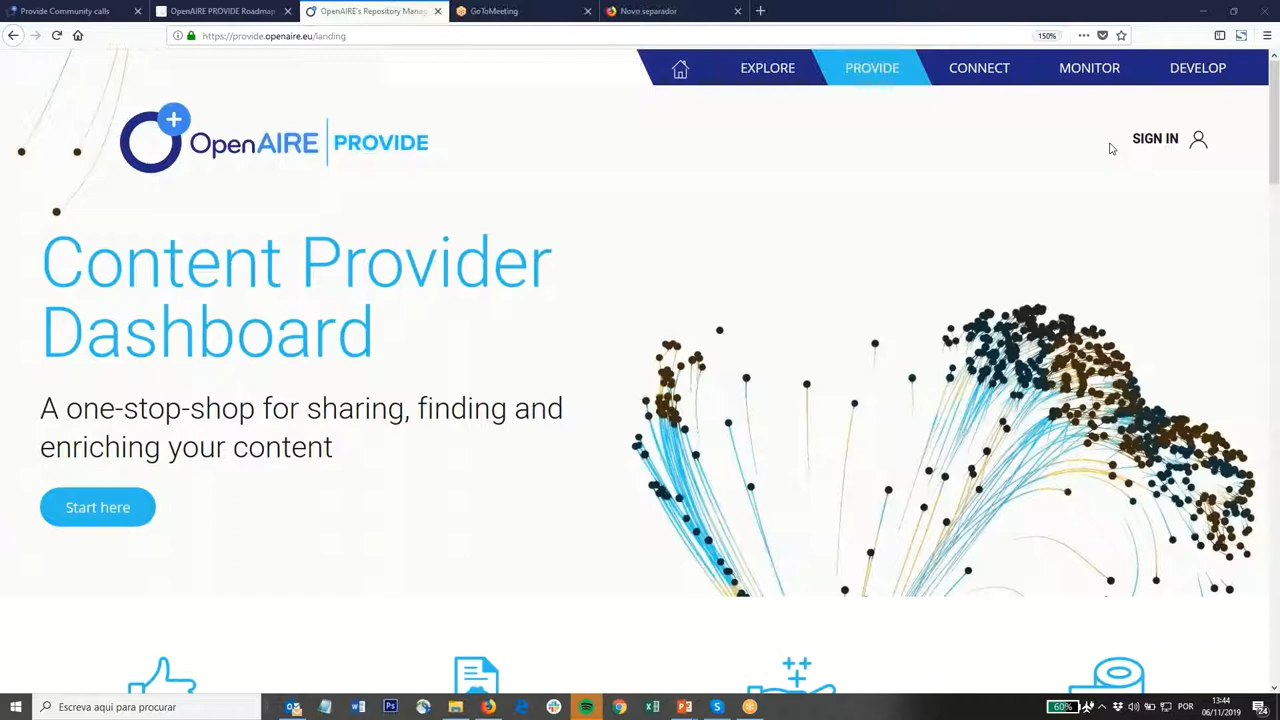 Provide Community calls
OpenAIRE PROVIDE Roadmap
OpenAIRE's Repository Manag
GoToMeeting
Novo separador
https://provide.openaire.eu/landing
150%
EXPLORE
PROVIDE
CONNECT
MONITOR
DEVELOP
OpenAIRE | PROVIDE
SIGN IN
Content Provider
Dashboard
A one-stop-shop for sharing, finding and
enriching your content
Start here
Escreva aqui para procurar
60%
POR
13:44
06/11/2019
24